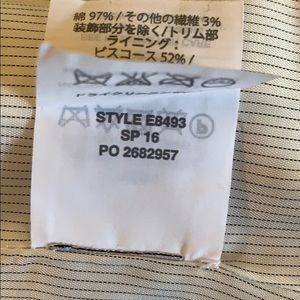 綿 97% / その他の繊維 3%
装飾部分を除く/トリム部
ライニング :
ビスコース 52% /
STYLE E8493
SP 16
PO 2682957